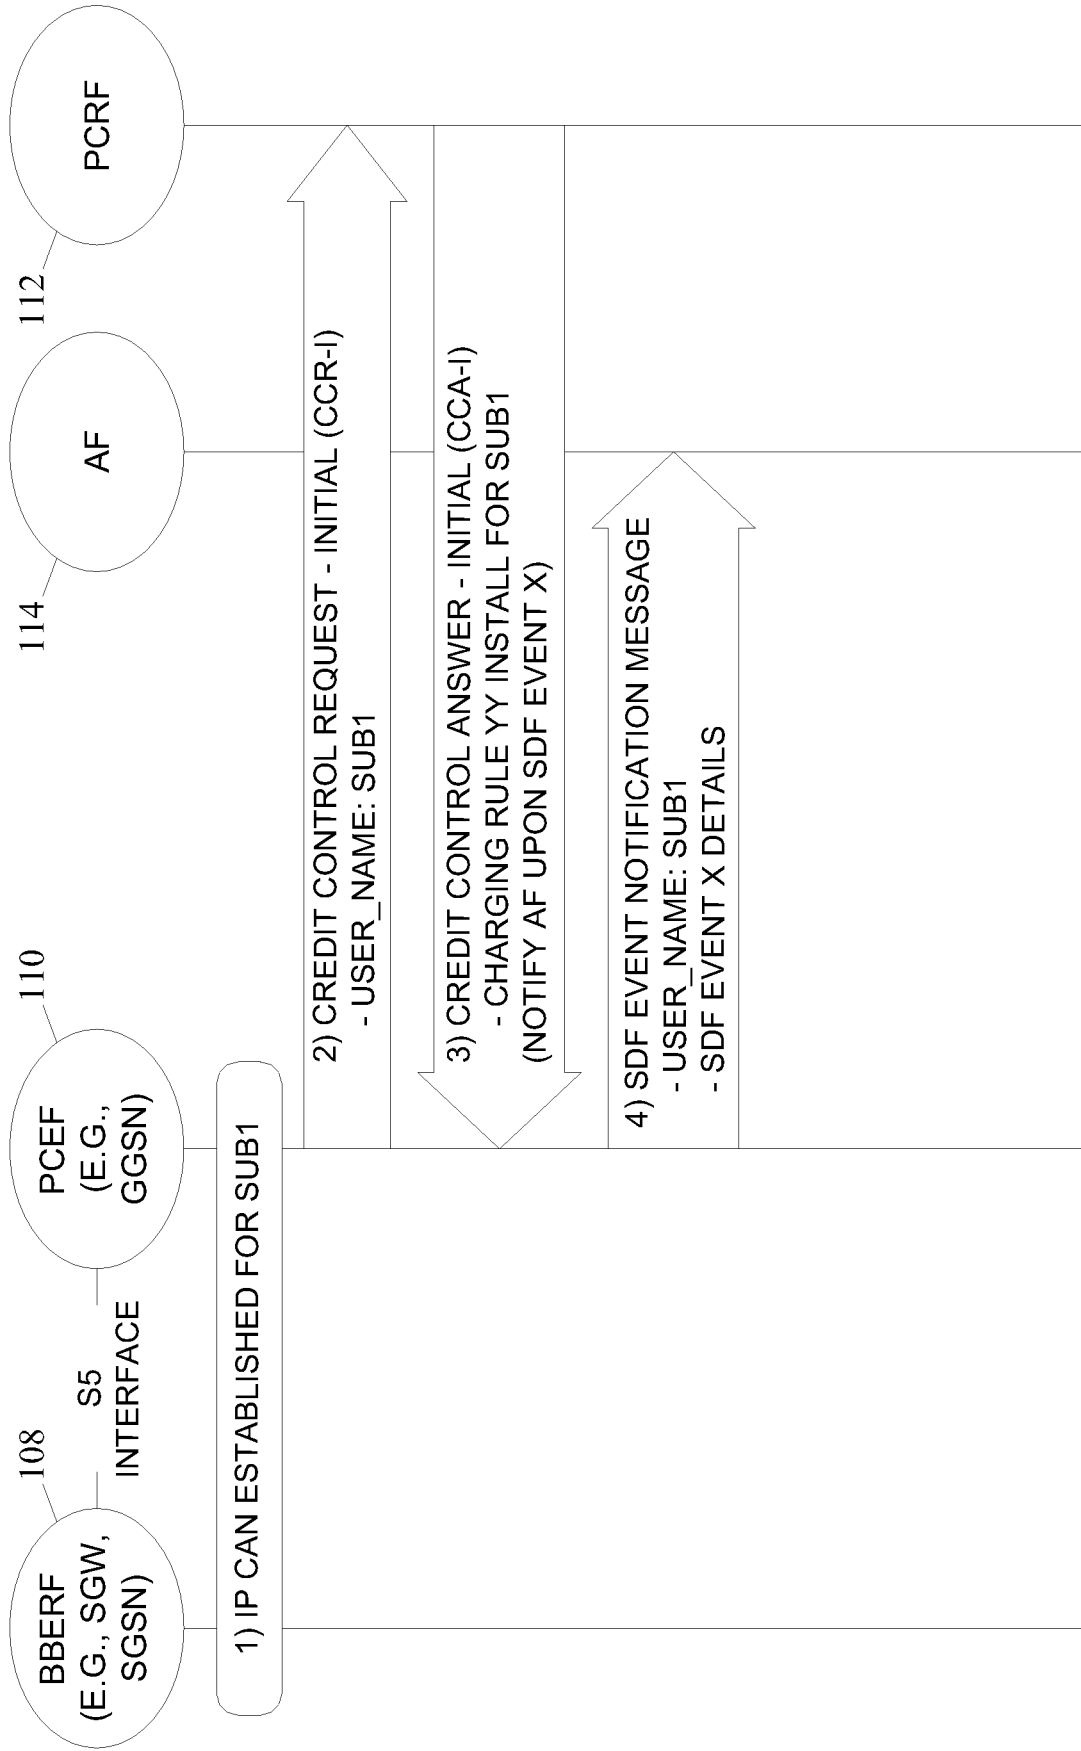 108
BBERF
(E.G., SGW,
SGSN)
S5
INTERFACE
110
PCEF
(E.G.,
GGSN)
114
AF
112
PCRF
1) IP CAN ESTABLISHED FOR SUB1
2) CREDIT CONTROL REQUEST - INITIAL (CCR-I)
- USER_NAME: SUB1
3) CREDIT CONTROL ANSWER - INITIAL (CCA-I)
- CHARGING RULE YY INSTALL FOR SUB1
(NOTIFY AF UPON SDF EVENT X)
4) SDF EVENT NOTIFICATION MESSAGE
- USER_NAME: SUB1
- SDF EVENT X DETAILS